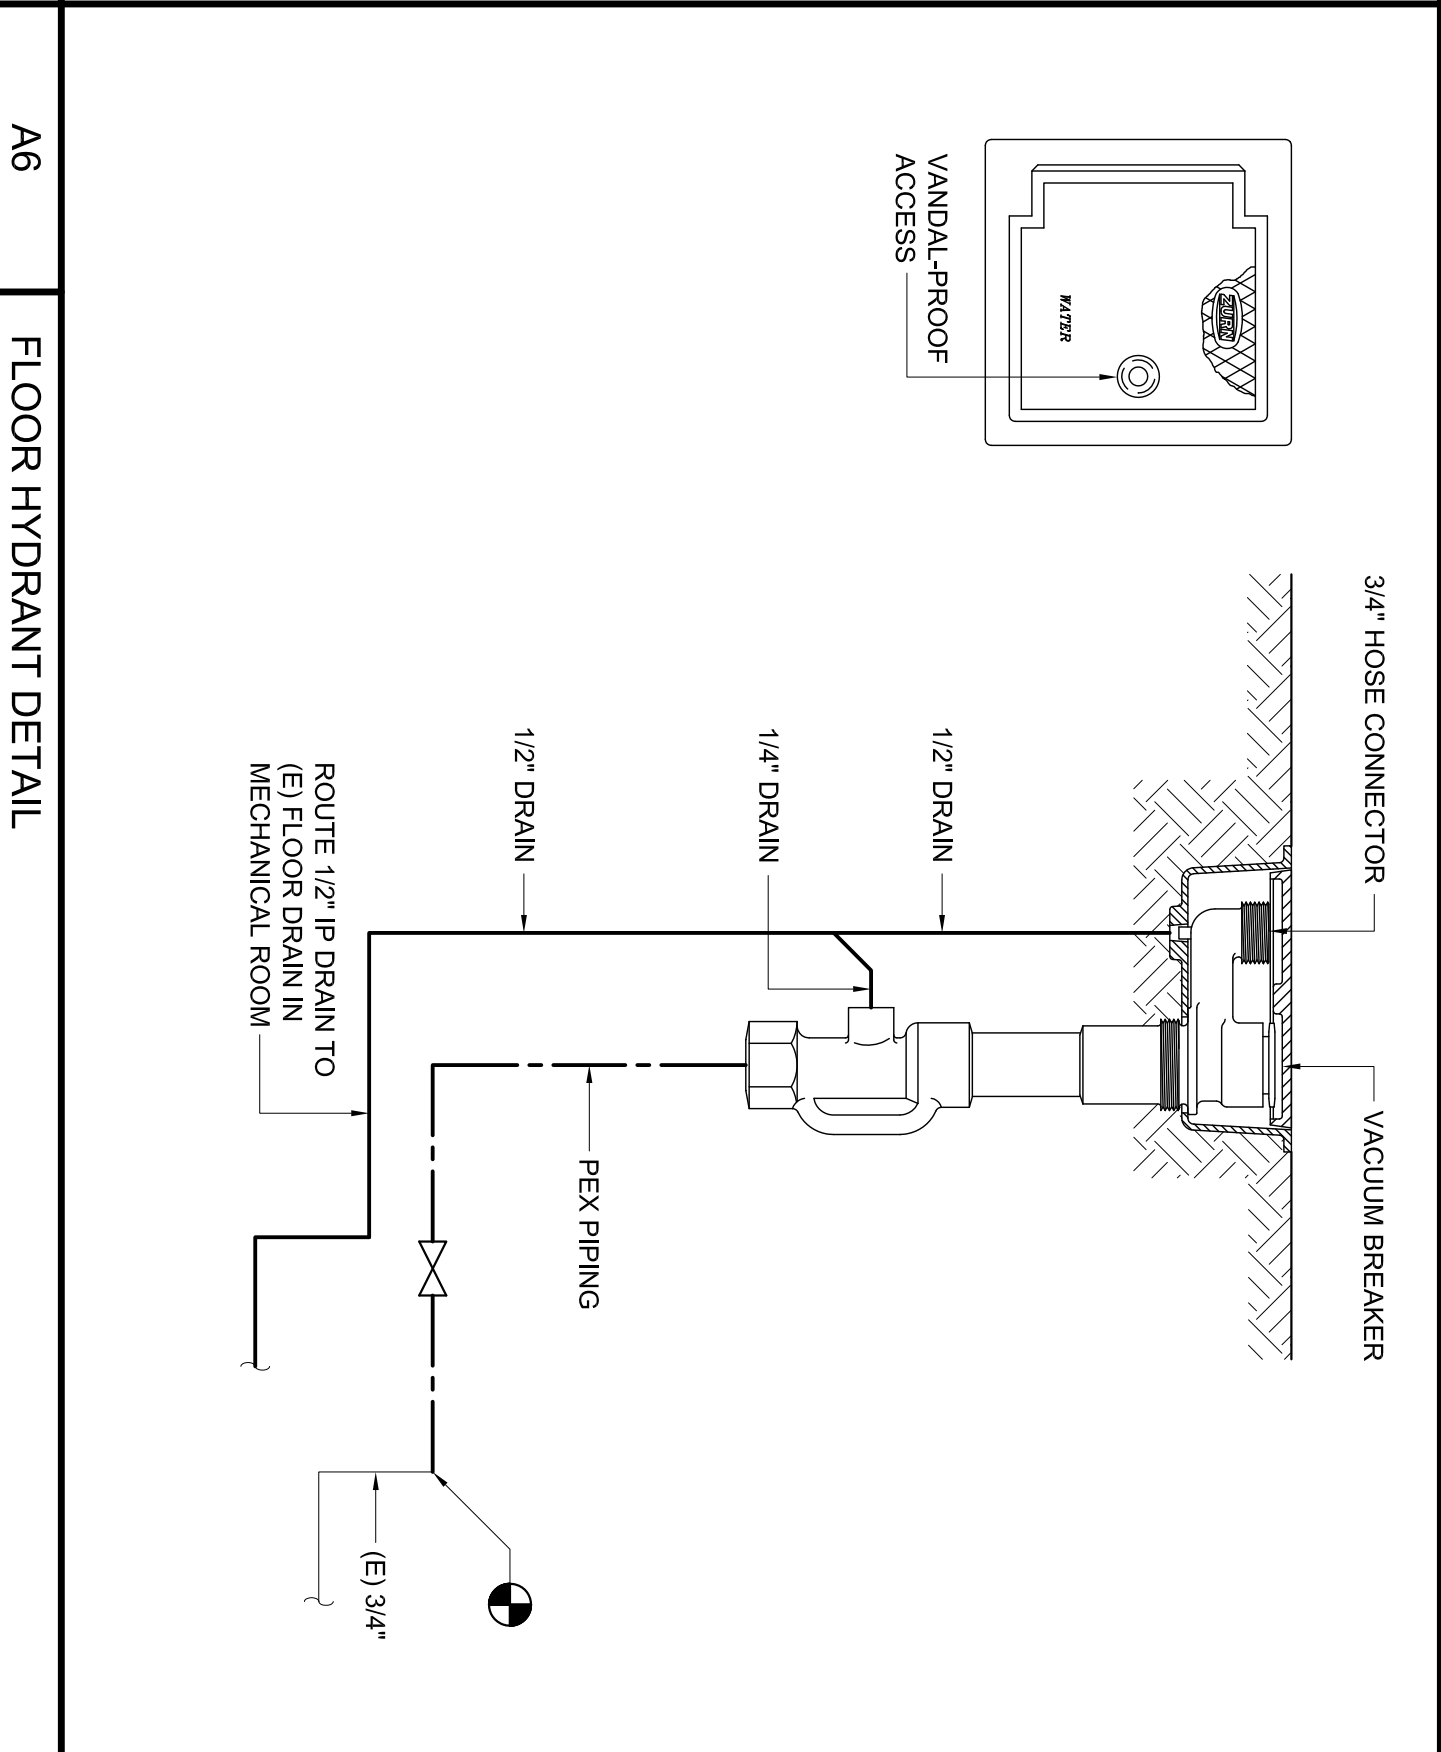 3/4" HOSE CONNECTOR
VACUUM BREAKER
ZURN
WATER
VANDAL-PROOF
ACCESS
1/2" DRAIN
1/4" DRAIN
1/2" DRAIN
PEX PIPING
ROUTE 1/2" IP DRAIN TO
(E) FLOOR DRAIN IN
MECHANICAL ROOM
(E) 3/4"
A6
FLOOR HYDRANT DETAIL